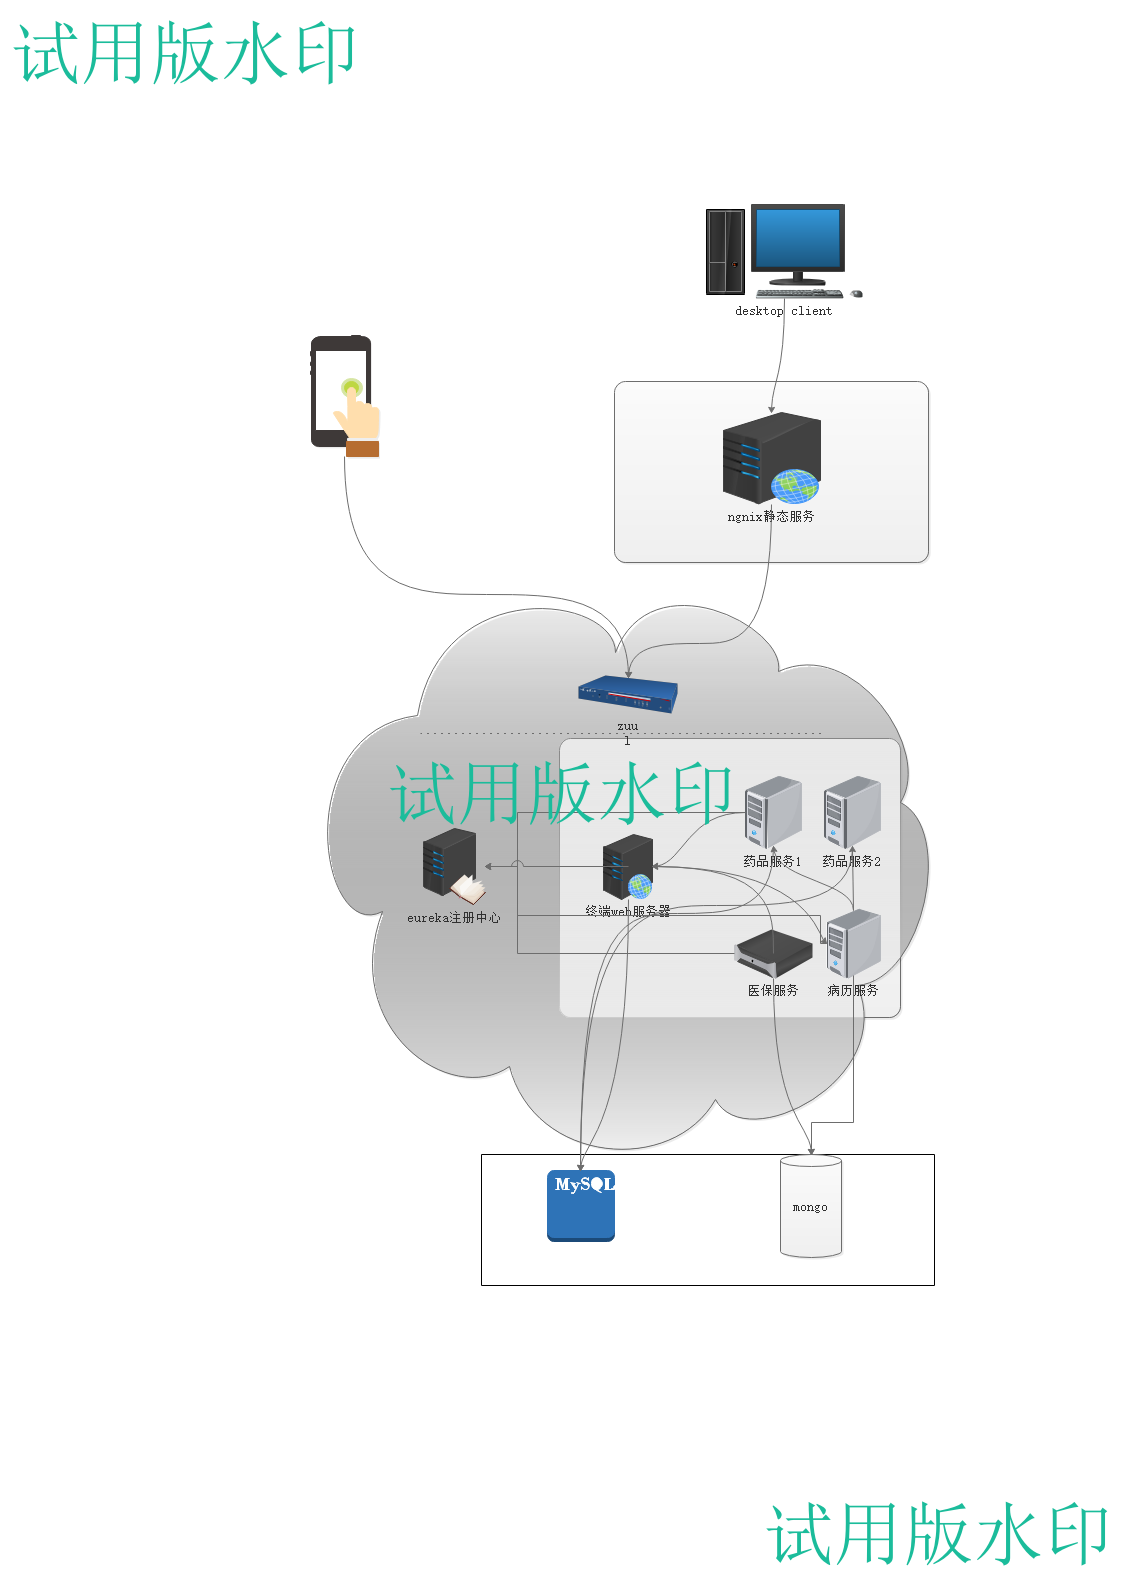 试用版水印
desktop client
ngnix静态服务
zuu
l
试用版水印
药品服务1
药品服务2
终端web服务器
eureka注册中心
医保服务
病历服务
MySQL
mongo
试用版水印